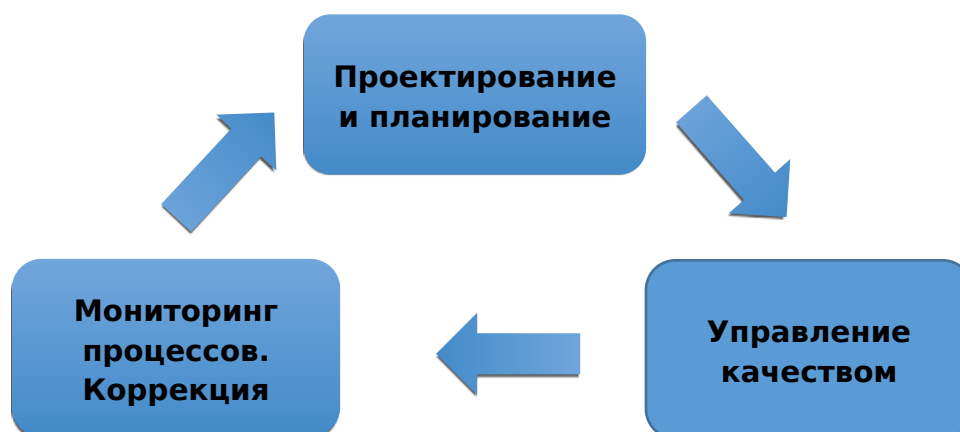 Проектирование
и планирование
Мониторинг
процессов.
Коррекция
Управление
качеством